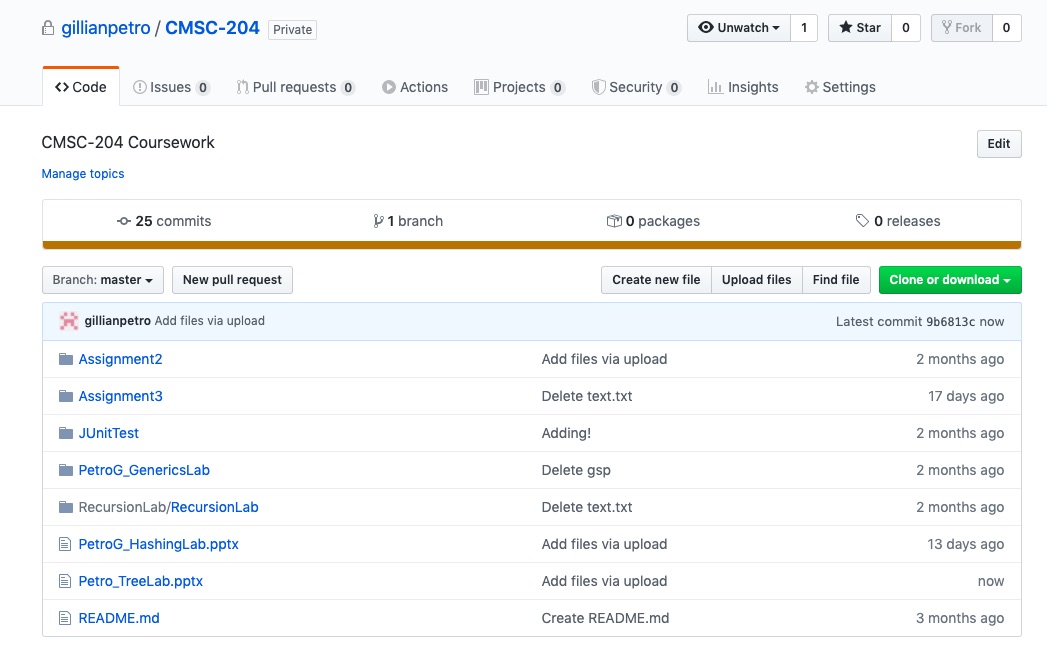 gillianpetro / CMSC-204 Private Unwatch 1 Star 0 Fork 0
Code Issues 0 Pull requests 0 Actions Projects 0 Security 0 Insights Settings
CMSC-204 Coursework Edit
Manage topics
25 commits 1 branch 0 packages 0 releases
Branch: master New pull request Create new file Upload files Find file Clone or download
gillianpetro Add files via upload Latest commit 9b6813c now
Assignment2 Add files via upload 2 months ago
Assignment3 Delete text.txt 17 days ago
JUnitTest Adding! 2 months ago
PetroG_GenericsLab Delete gsp 2 months ago
RecursionLab/RecursionLab Delete text.txt 2 months ago
PetroG_HashingLab.pptx Add files via upload 13 days ago
Petro_TreeLab.pptx Add files via upload now
README.md Create README.md 3 months ago